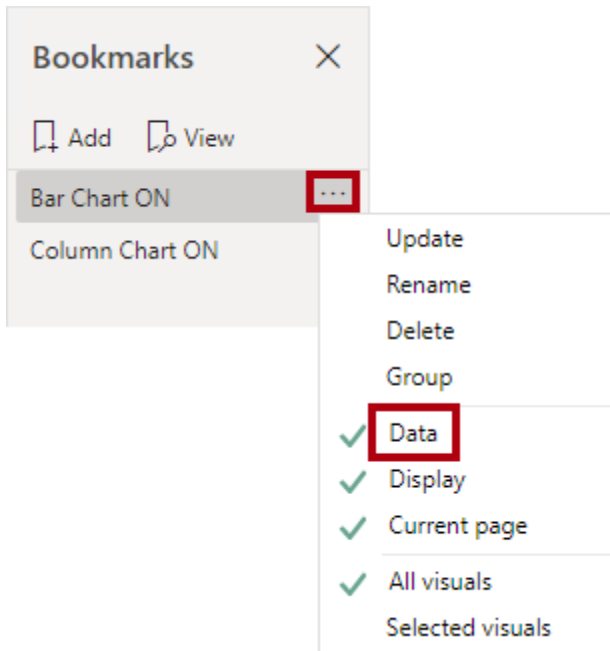 Bookmarks
Add View
Bar Chart ON ...
Column Chart ON
Update
Rename
Delete
Group
Data
Display
Current page
All visuals
Selected visuals